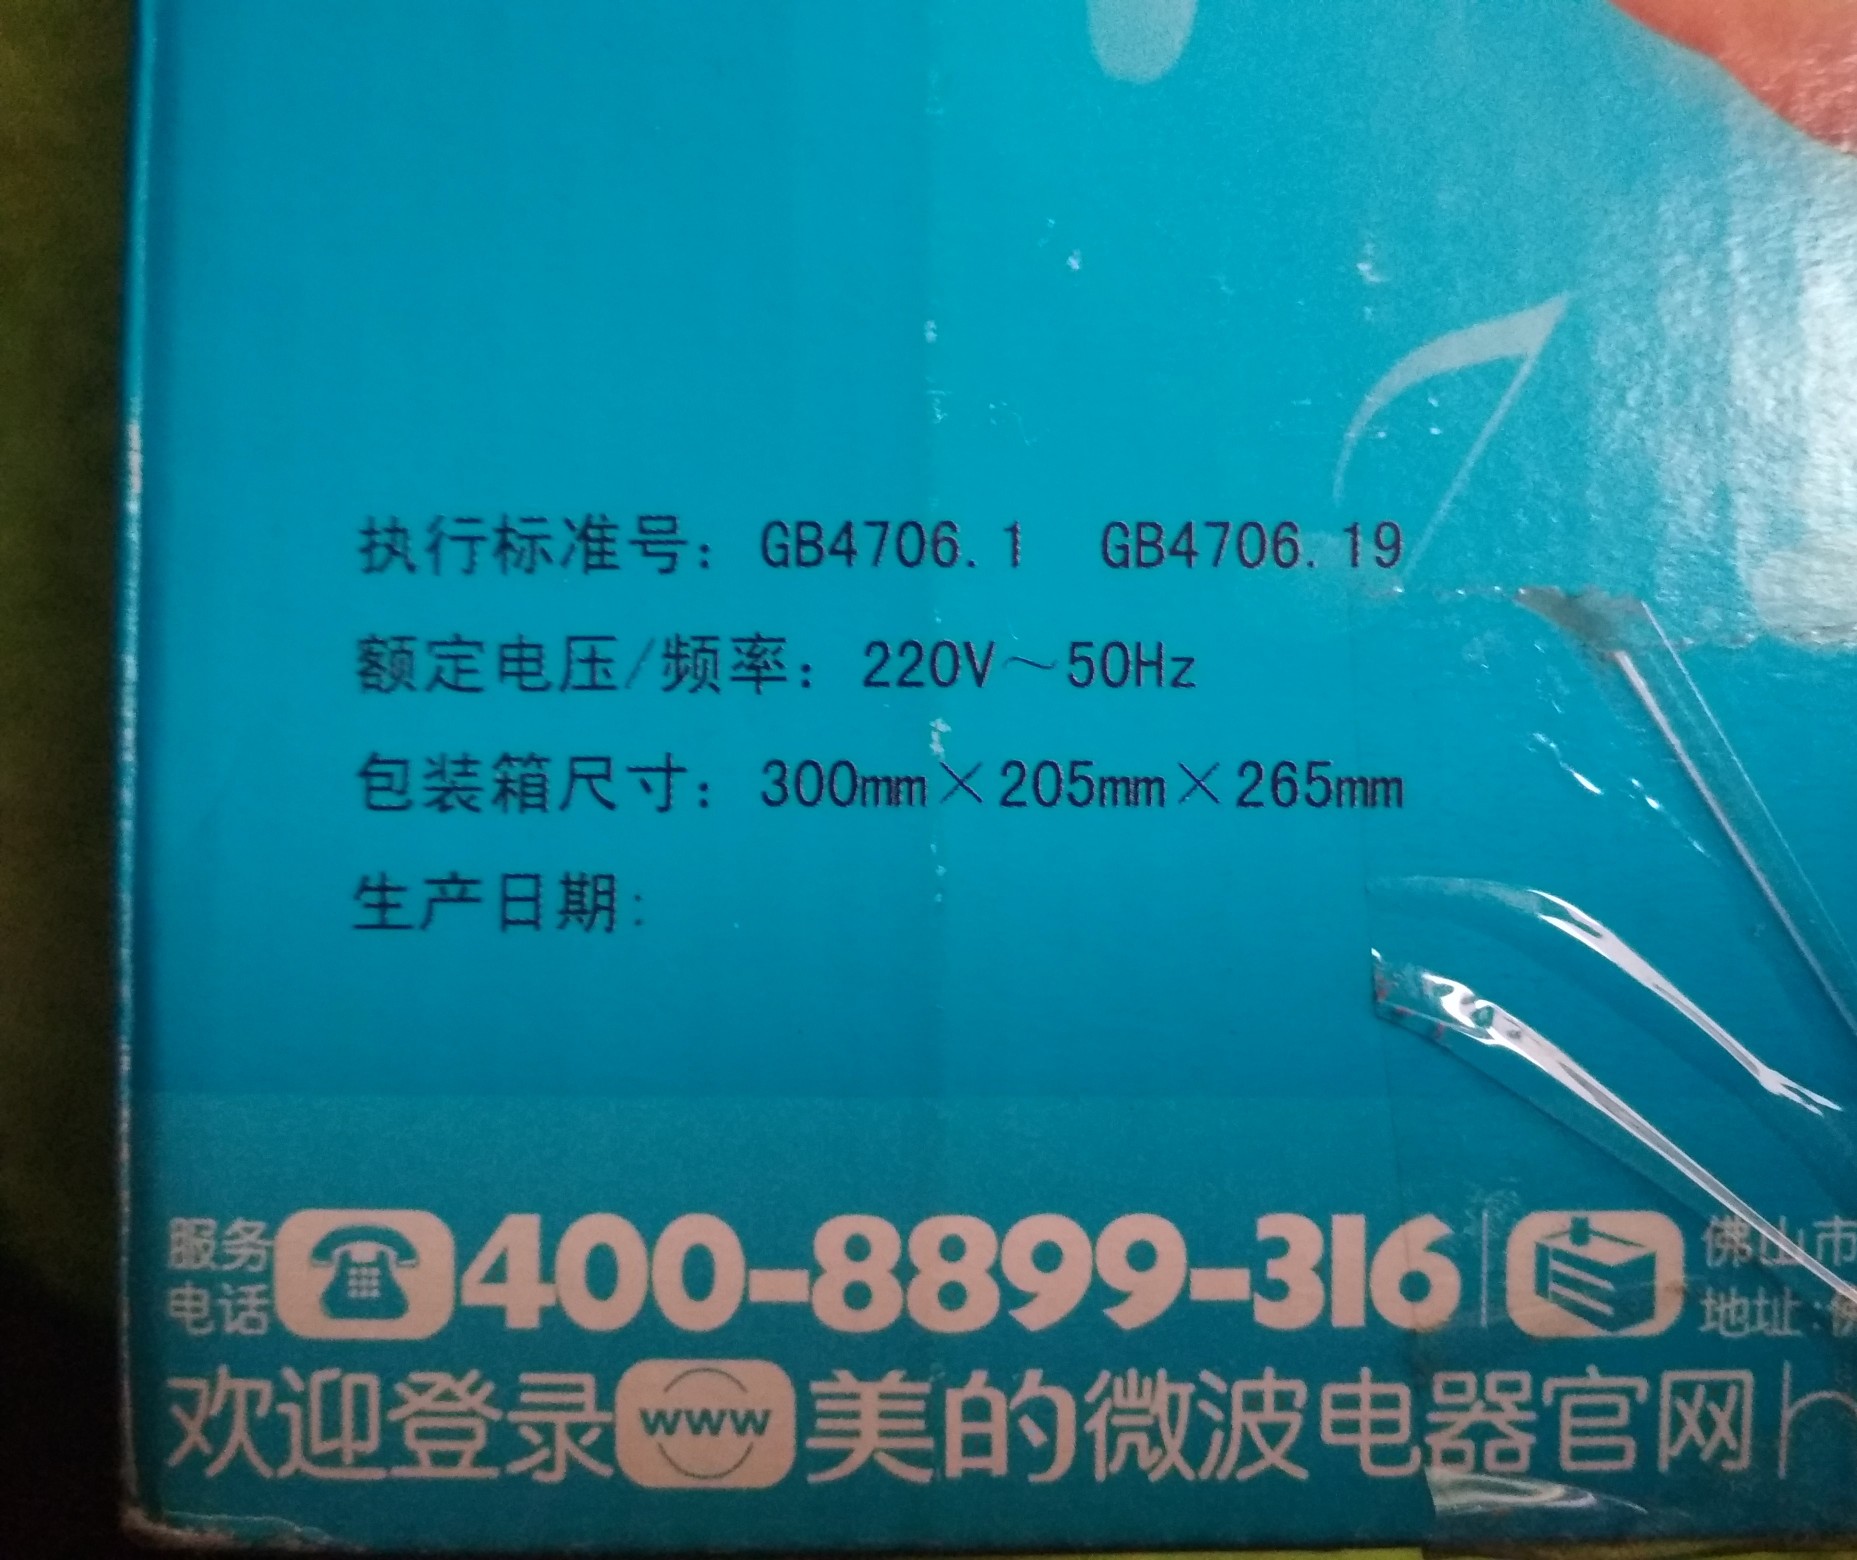 执行标准号：GB4706.1  GB4706.19
额定电压/频率：220V～50Hz
包装箱尺寸：300mm×205mm×265mm
生产日期：
服务
电话
400-8899-316
佛山市
地址：
欢迎登录 www 美的微波电器官网